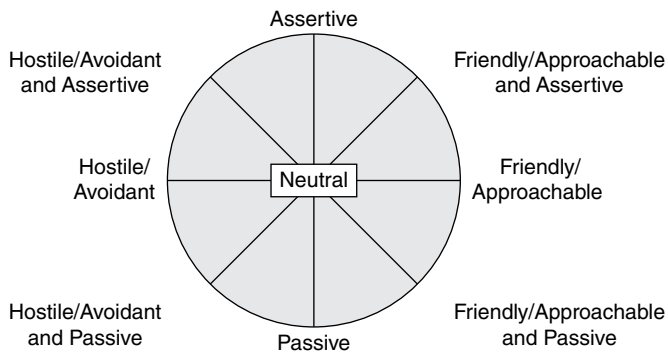 Assertive
Hostile/Avoidant
and Assertive
Friendly/Approachable
and Assertive
Hostile/
Avoidant
Neutral
Friendly/
Approachable
Hostile/Avoidant
and Passive
Passive
Friendly/Approachable
and Passive